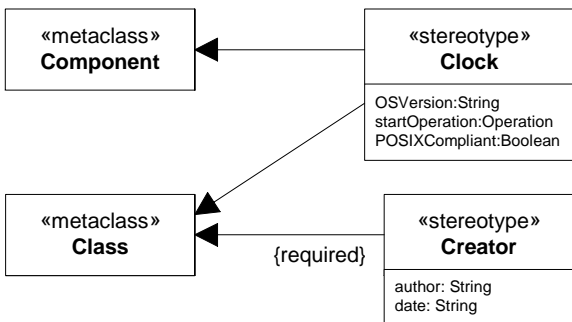 «metaclass»
Component
«stereotype»
Clock
OSVersion:String
startOperation:Operation
POSIXCompliant:Boolean
«metaclass»
Class
{required}
«stereotype»
Creator
author: String
date: String